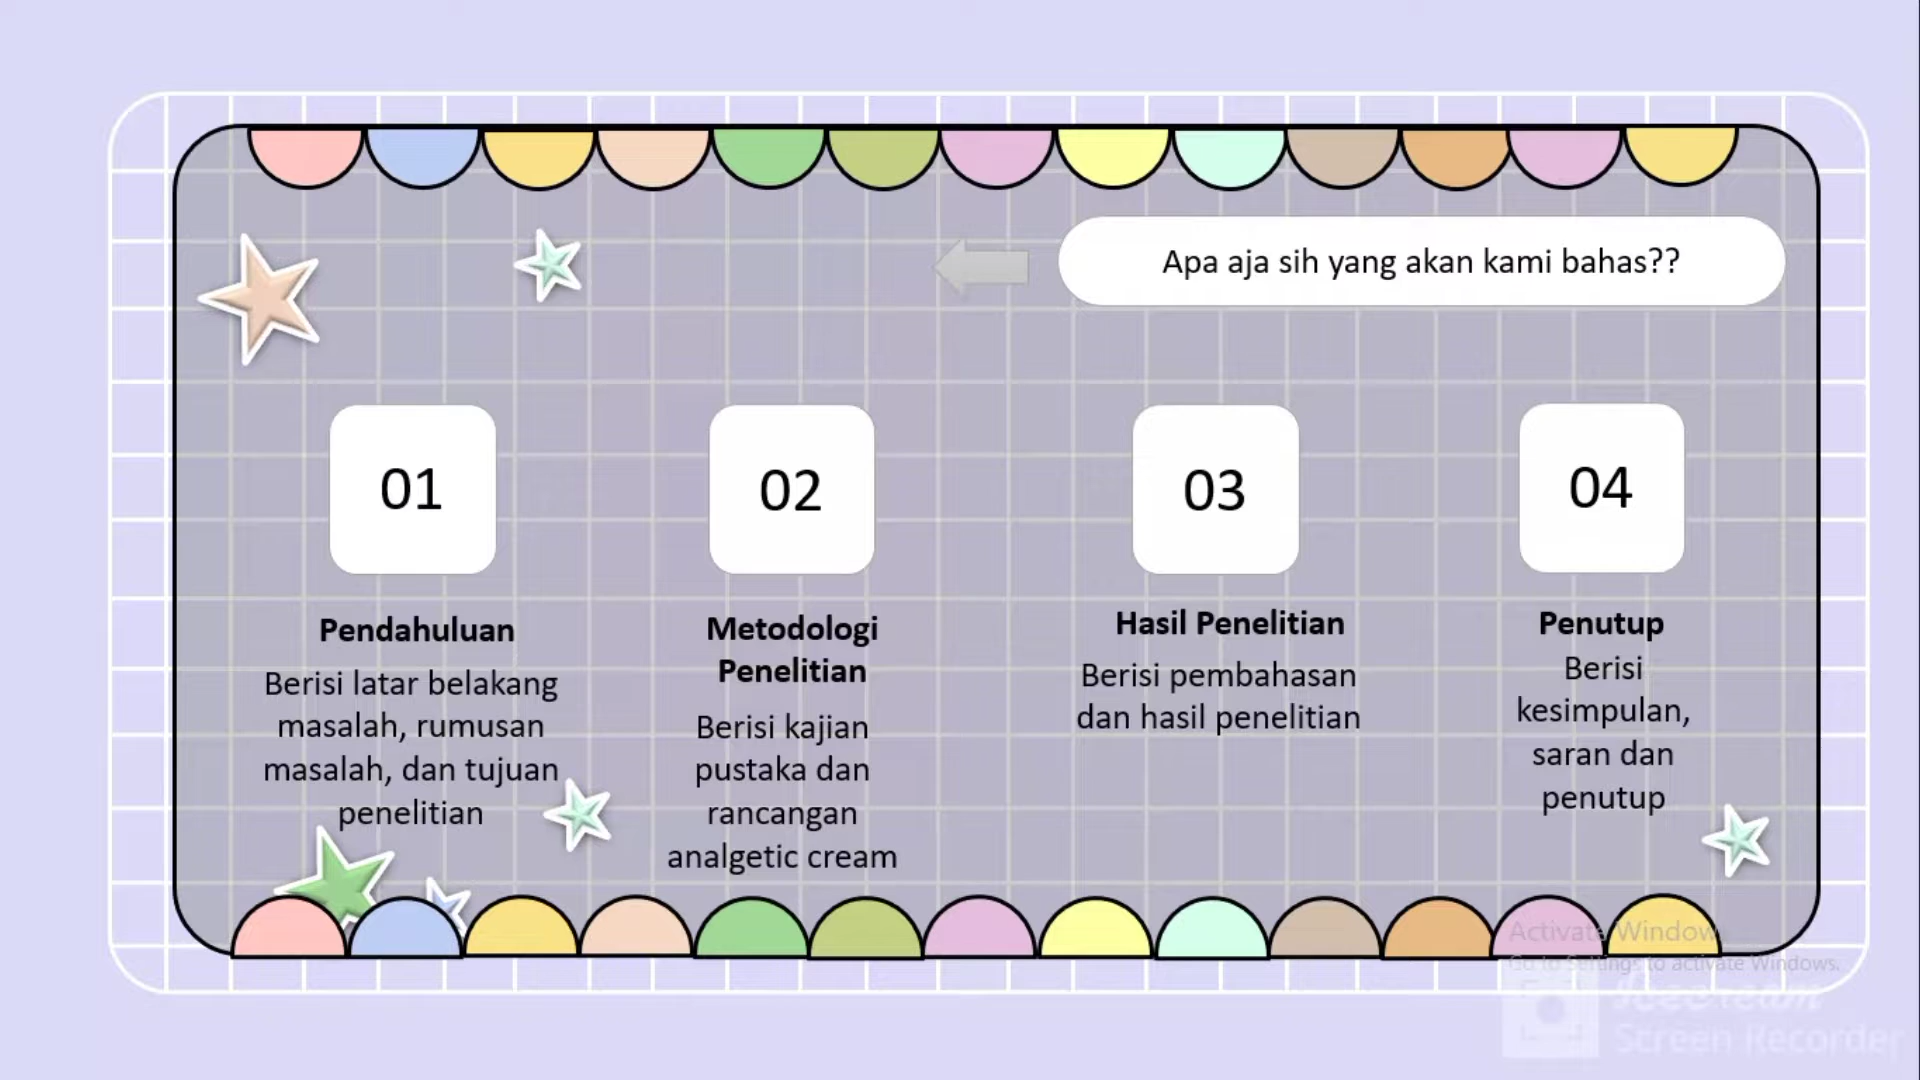 Apa aja sih yang akan kami bahas??
01
Pendahuluan
Berisi latar belakang
masalah, rumusan
masalah, dan tujuan
penelitian
02
Metodologi
Penelitian
Berisi kajian
pustaka dan
rancangan
analgetic cream
03
Hasil Penelitian
Berisi pembahasan
dan hasil penelitian
04
Penutup
Berisi
kesimpulan,
saran dan
penutup
Activate Window
Go to Settings to activate Windows.
Icecream
Screen Recorder